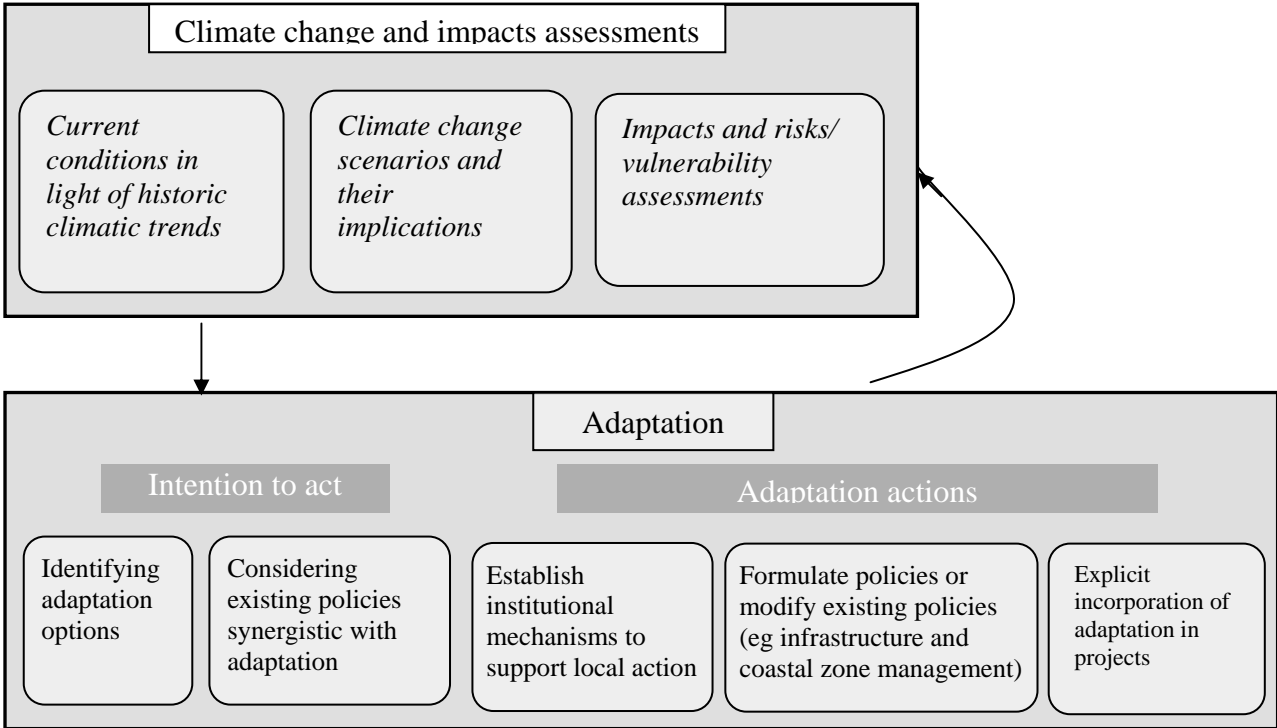 Climate change and impacts assessments
Current
conditions in
light of historic
climatic trends
Climate change
scenarios and
their
implications
Impacts and risks/
vulnerability
assessments
Adaptation
Intention to act
Adaptation actions
Identifying
adaptation
options
Considering
existing policies
synergistic with
adaptation
Establish
institutional
mechanisms to
support local action
Formulate policies or
modify existing policies
(eg infrastructure and
coastal zone management)
Explicit
incorporation of
adaptation in
projects